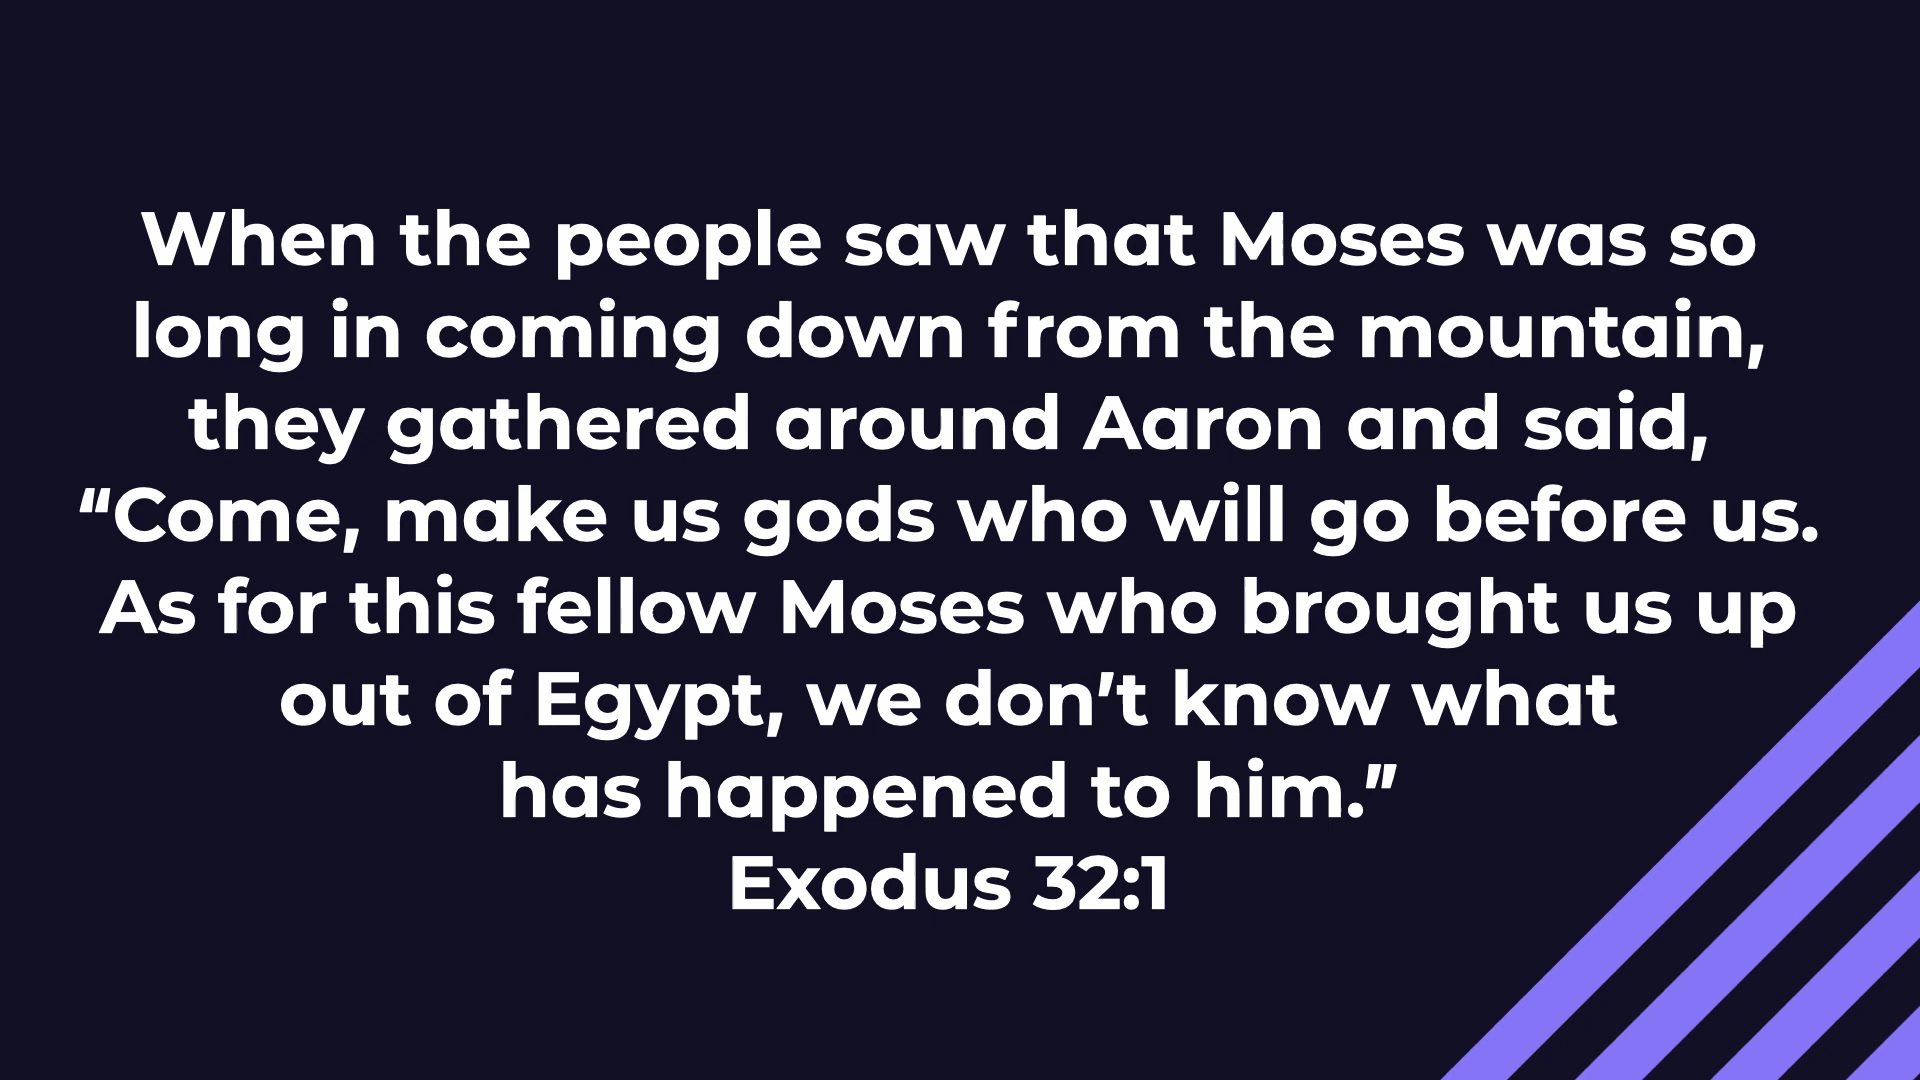 When the people saw that Moses was so
long in coming down from the mountain,
they gathered around Aaron and said,
“Come, make us gods who will go before us.
As for this fellow Moses who brought us up
out of Egypt, we don’t know what
has happened to him.”
Exodus 32:1